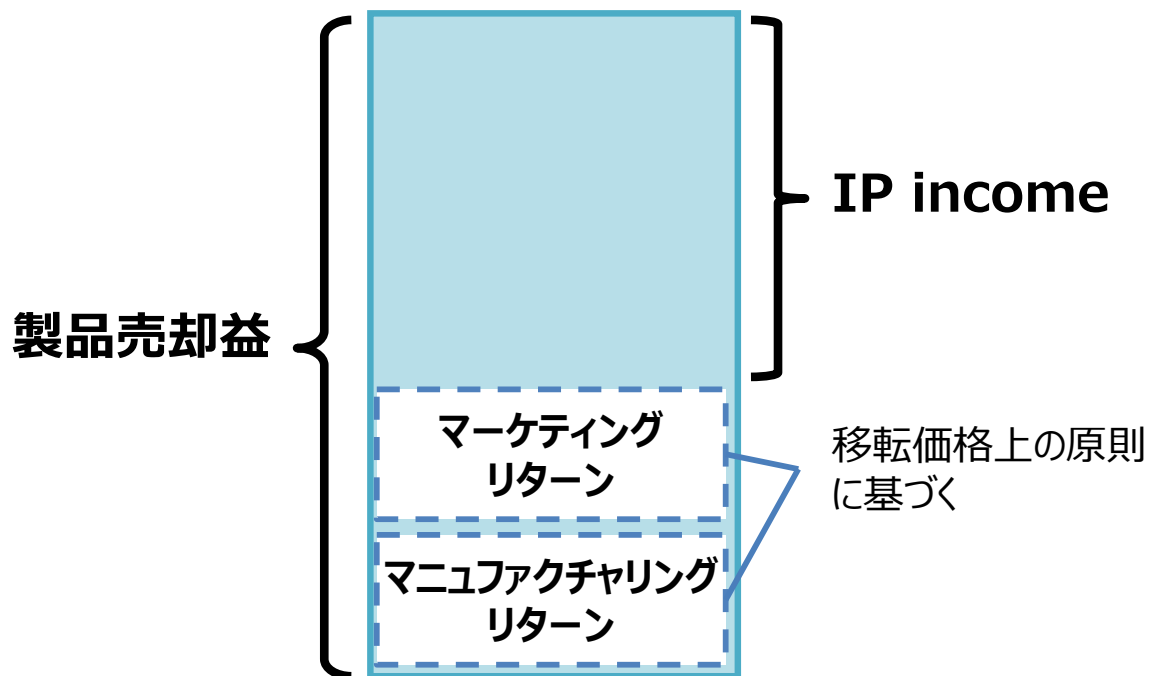 製品売却益
IP income
マーケティング
リターン
マニュファクチャリング
リターン
移転価格上の原則
に基づく